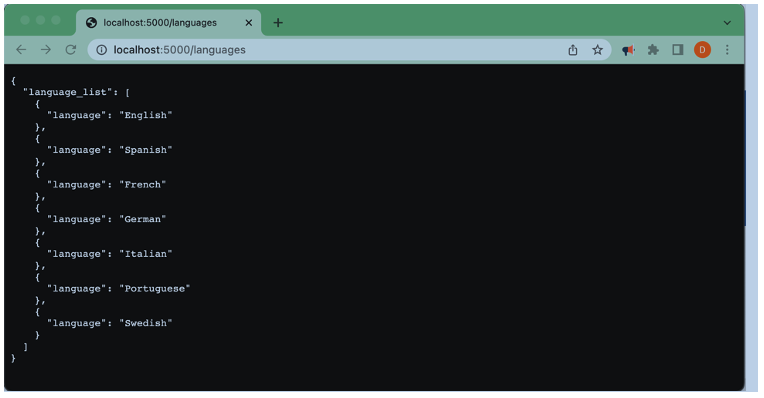 localhost:5000/languages
localhost:5000/languages
D
{
  "language_list": [
    {
      "language": "English"
    },
    {
      "language": "Spanish"
    },
    {
      "language": "French"
    },
    {
      "language": "German"
    },
    {
      "language": "Italian"
    },
    {
      "language": "Portuguese"
    },
    {
      "language": "Swedish"
    }
  ]
}